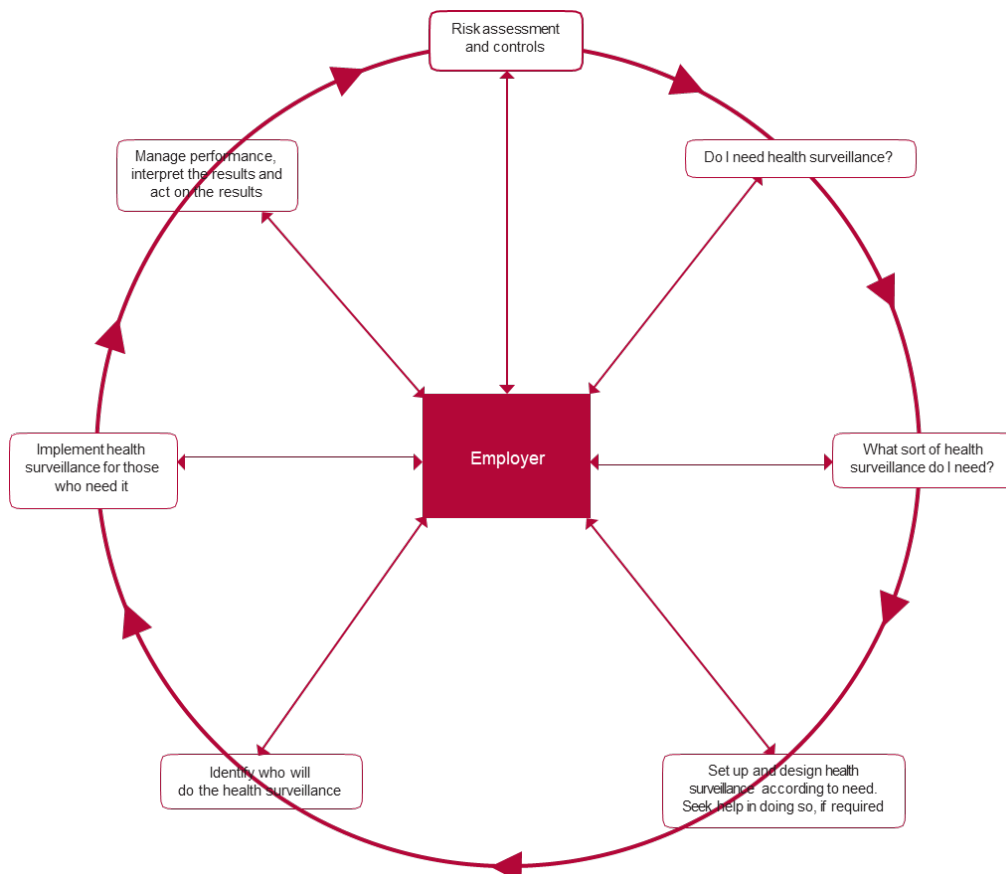 Risk assessment
and controls
Do I need health surveillance?
What sort of health
surveillance do I need?
Set up and design health
surveillance according to need.
Seek help in doing so, if required
Identify who will
do the health surveillance
Implement health
surveillance for those
who need it
Manage performance,
interpret the results and
act on the results
Employer